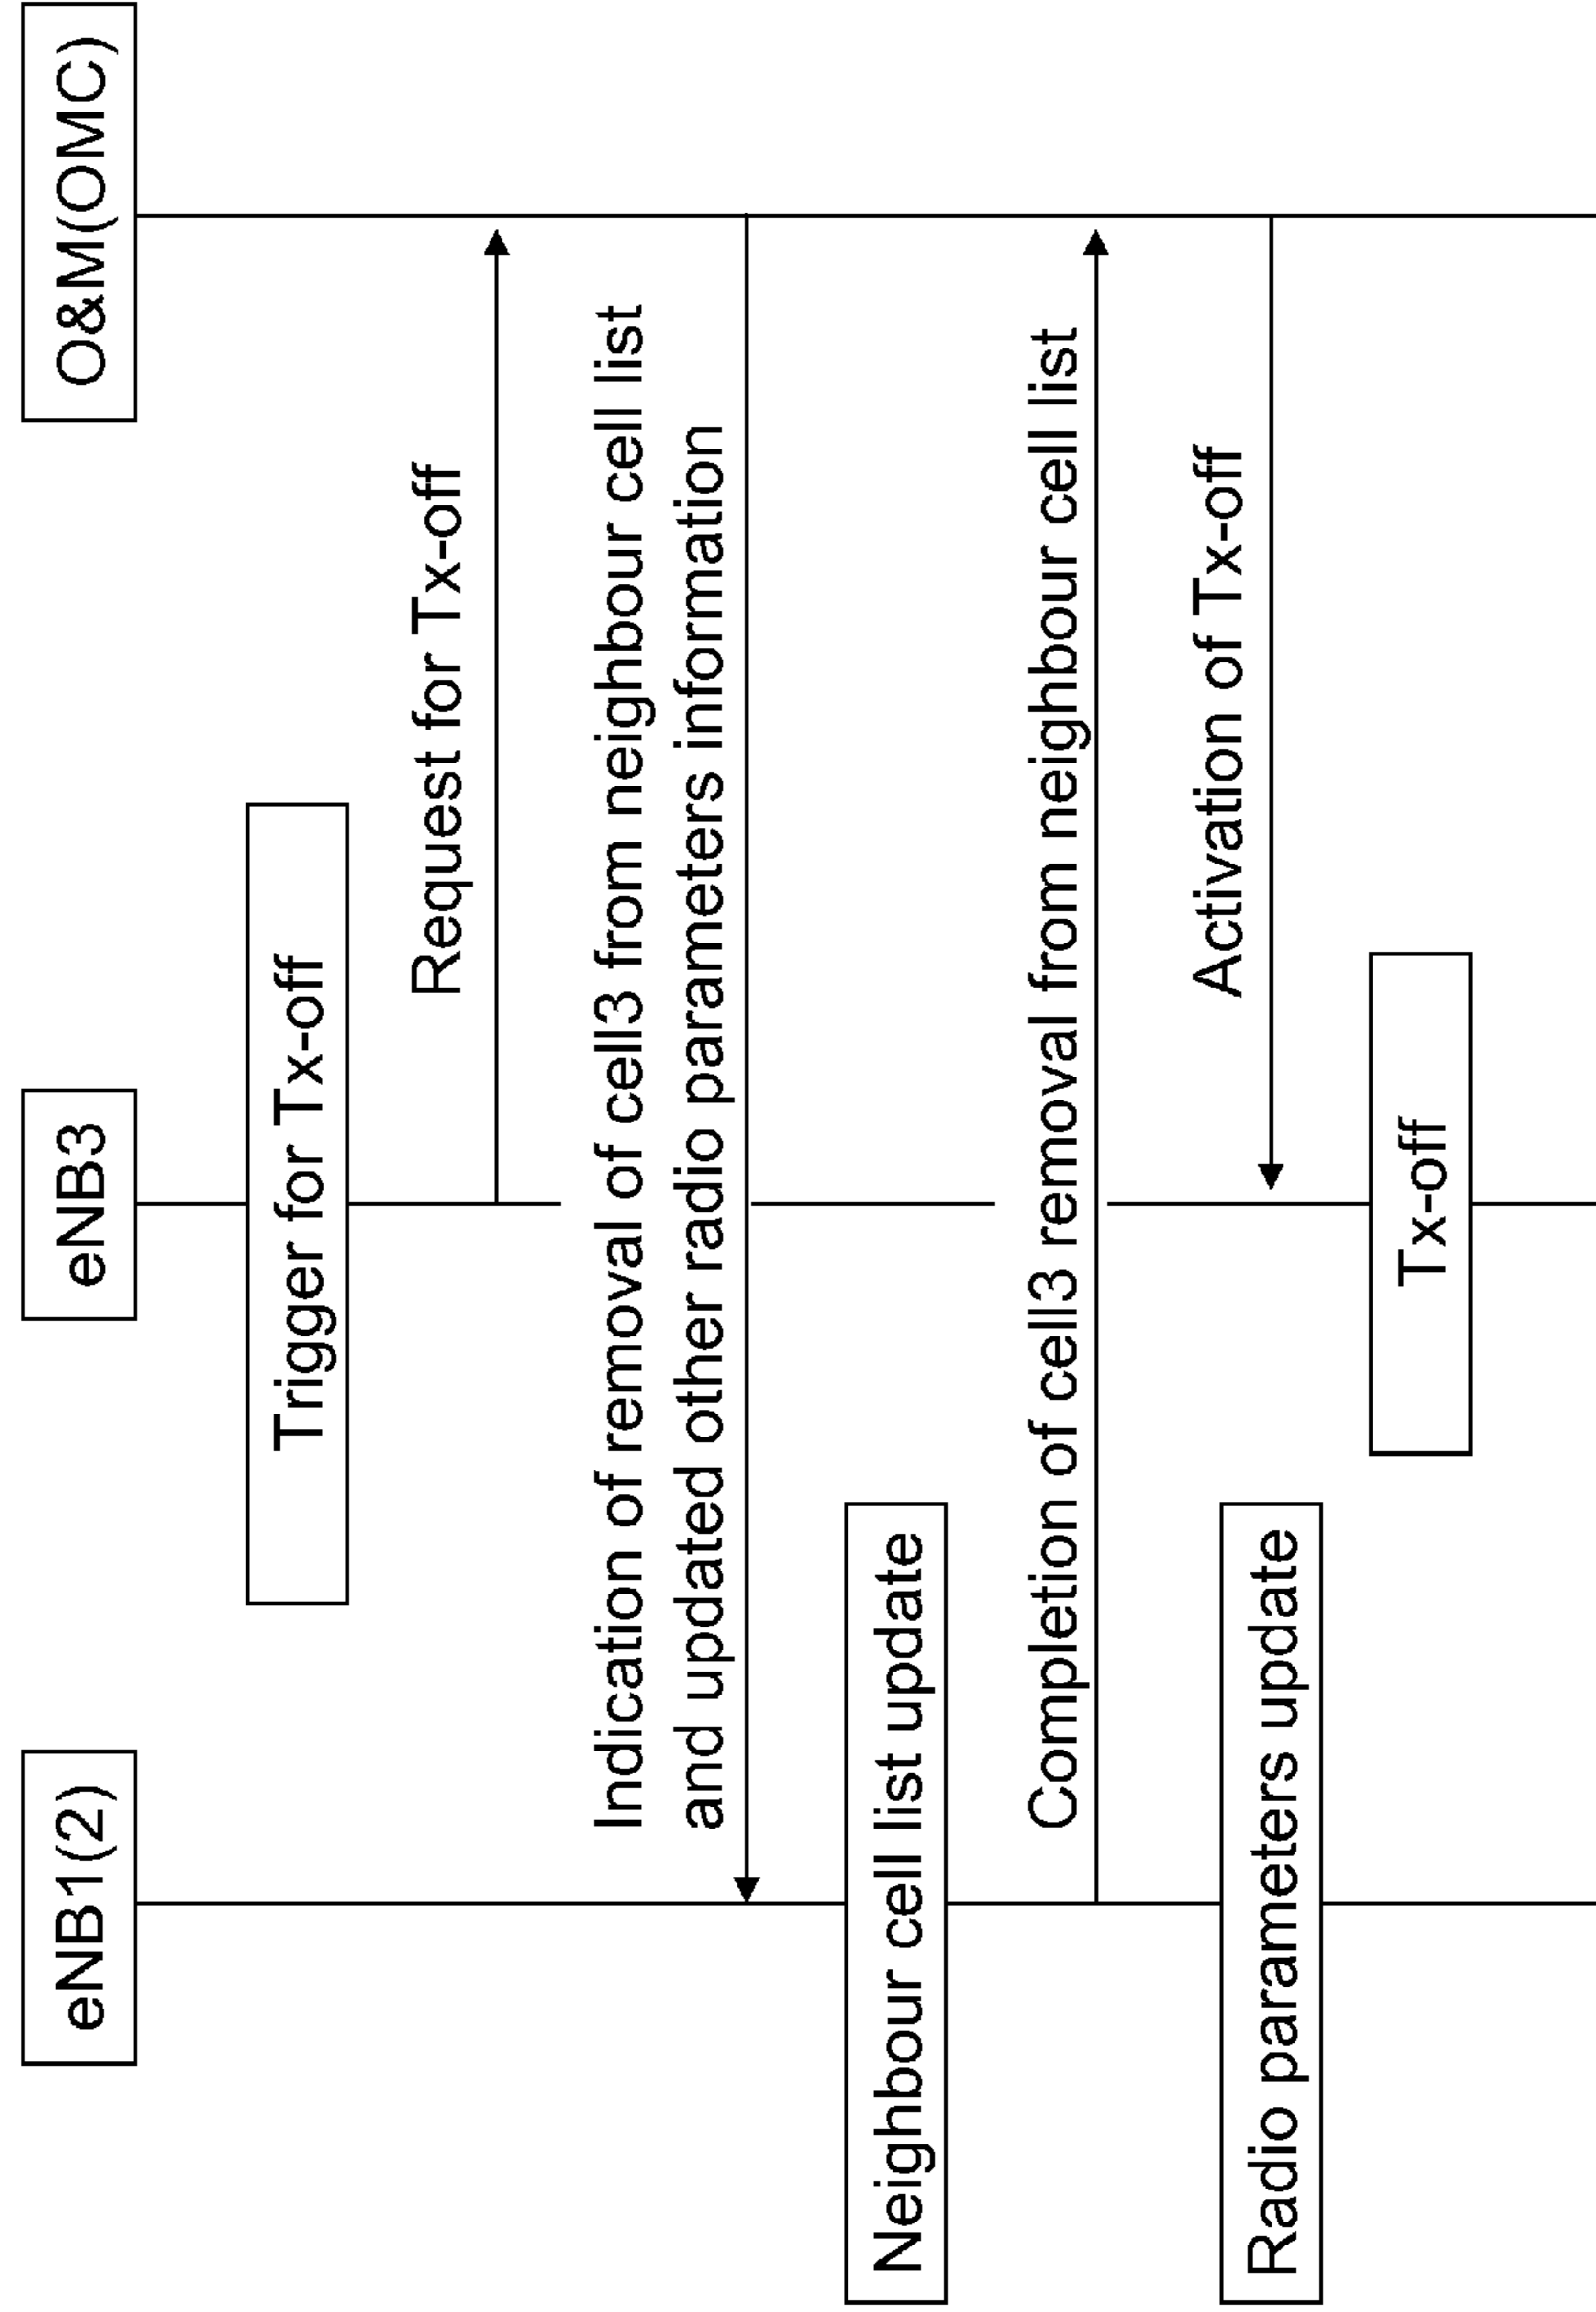 eNB1(2)
eNB3
O&M(OMC)
Trigger for Tx-off
Request for Tx-off
Indication of removal of cell3 from neighbour cell list
and updated other radio parameters information
Neighbour cell list update
Completion of cell3 removal from neighbour cell list
Activation of Tx-off
Radio parameters update
Tx-off